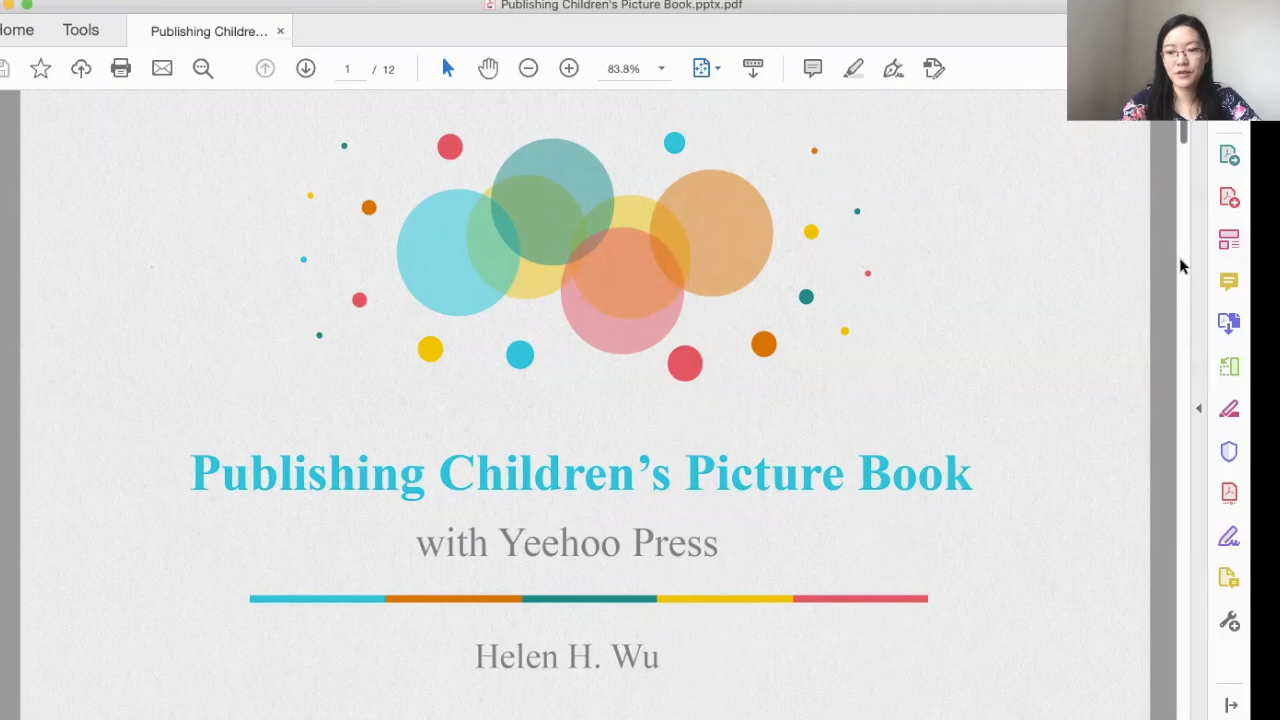 Publishing Children's Picture Book.pptx.pdf
Home
Tools
Publishing Childre...
×
1
/ 12
83.8%
Publishing Children's Picture Book
with Yeehoo Press
Helen H. Wu